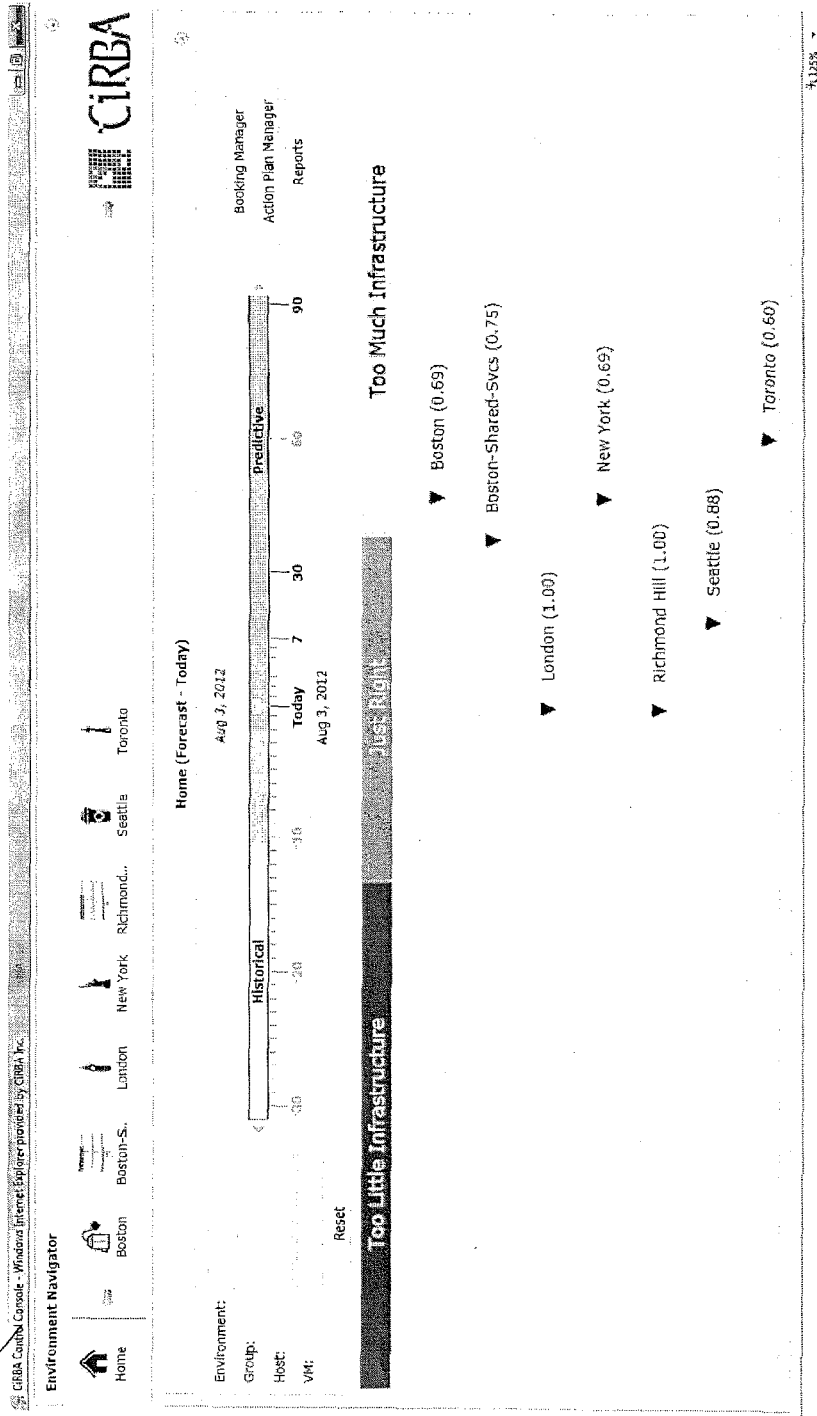 CiRBA Control Console - Windows Internet Explorer provided by CiRBA Inc.
Environment Navigator
Home
Boston
Boston-S..
London
New York
Richmond...
Seattle
Toronto
CiRBA
Home (Forecast - Today)
Environment:
Group:
Host:
VM:
Reset
Aug 3, 2012
Historical
Predictive
-30
-20
-10
Today
7
30
60
90
Aug 3, 2012
Booking Manager
Action Plan Manager
Reports
Too Little Infrastructure
Just Right
Too Much Infrastructure
Boston (0.69)
Boston-Shared-Svcs (0.75)
London (1.00)
New York (0.69)
Richmond Hill (1.00)
Seattle (0.88)
Toronto (0.60)
125%